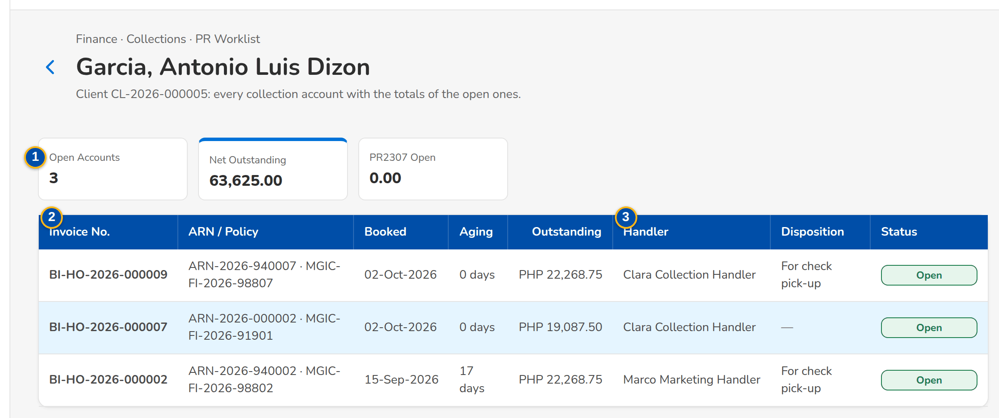 Finance · Collections · PR Worklist
Garcia, Antonio Luis Dizon
Client CL-2026-000005: every collection account with the totals of the open ones.
1
Open Accounts
3
Net Outstanding
63,625.00
PR2307 Open
0.00
2
3
Invoice No. ARN / Policy Booked Aging Outstanding Handler Disposition Status
BI-HO-2026-000009 ARN-2026-940007 · MGIC-FI-2026-98807 02-Oct-2026 0 days PHP 22,268.75 Clara Collection Handler For check pick-up Open
BI-HO-2026-000007 ARN-2026-000002 · MGIC-FI-2026-91901 02-Oct-2026 0 days PHP 19,087.50 Clara Collection Handler — Open
BI-HO-2026-000002 ARN-2026-940002 · MGIC-FI-2026-98802 15-Sep-2026 17 days PHP 22,268.75 Marco Marketing Handler For check pick-up Open